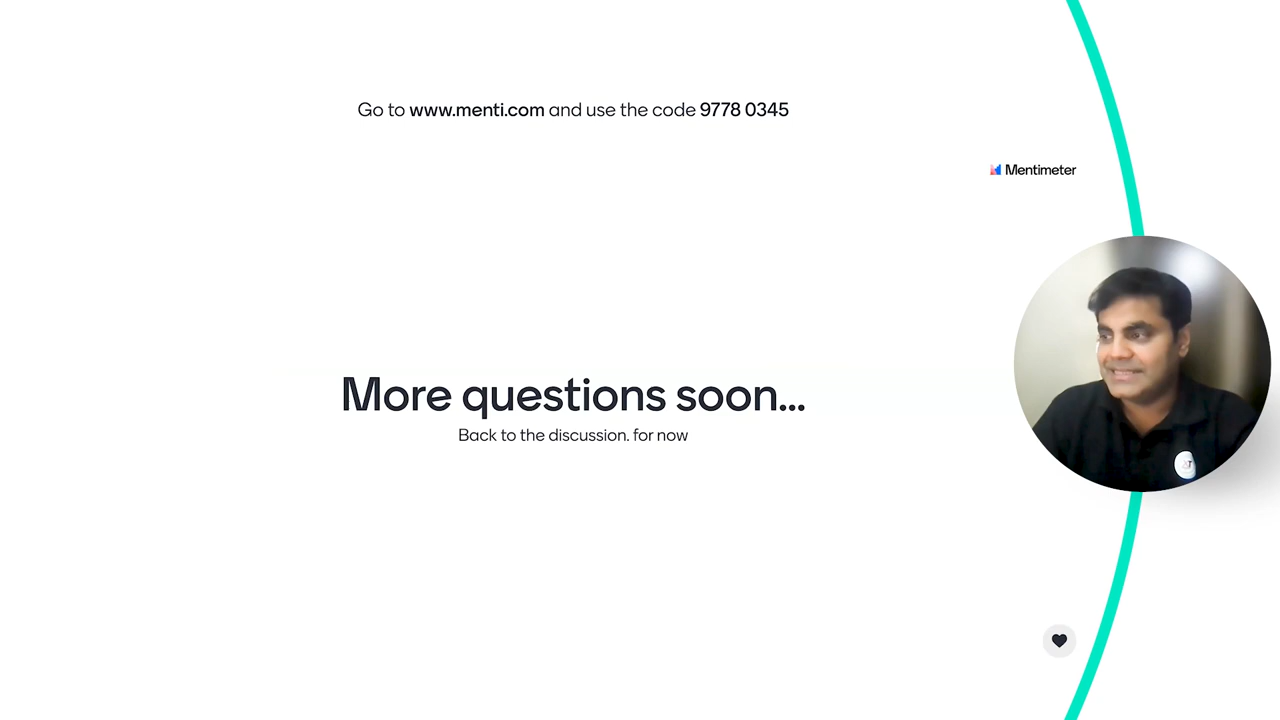 Go to www.menti.com and use the code 9778 0345
Mentimeter
More questions soon...
Back to the discussion. for now